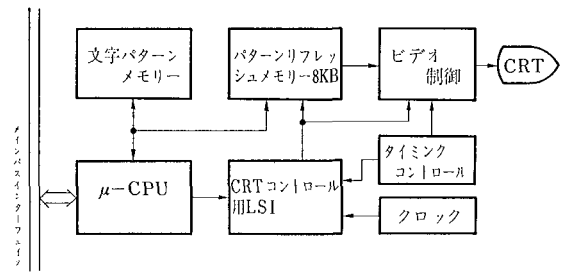 文字パターン
メモリー
パターンリフレッ
シュメモリー8KB
ビデオ
制御
CRT
メインバスインターフェイス
μ−CPU
CRTコントロール
用LSI
タイミング
コントロール
クロック